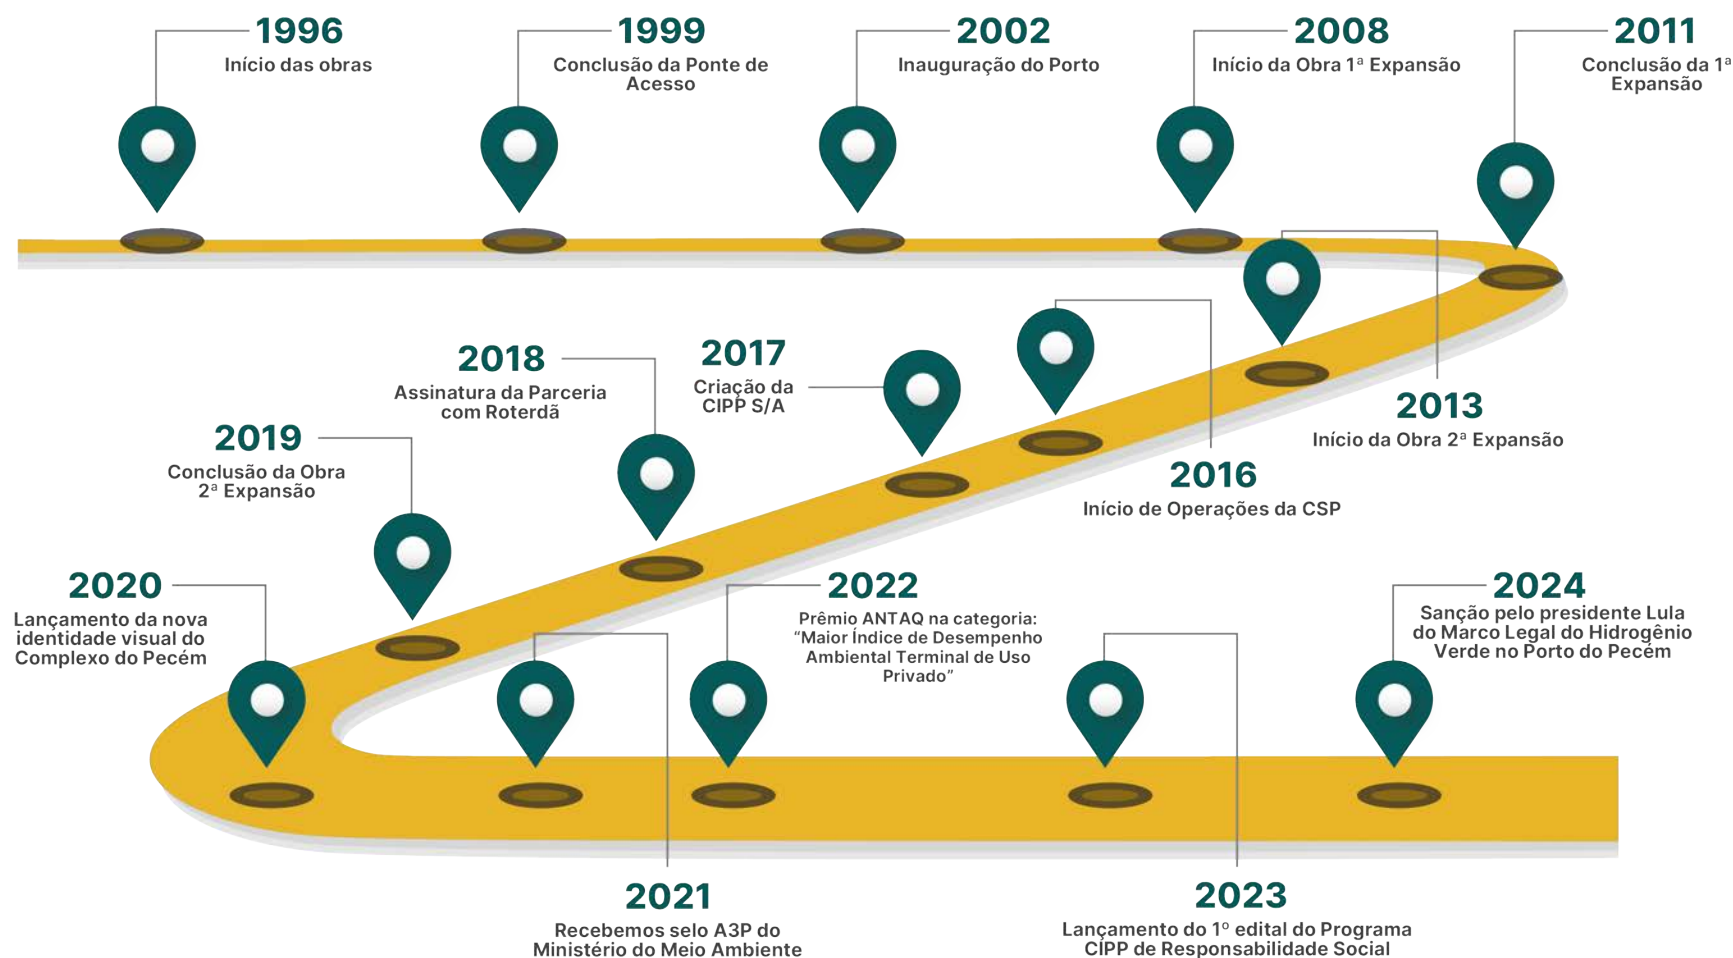 1996
Início das obras
1999
Conclusão da Ponte de
Acesso
2002
Inauguração do Porto
2008
Início da Obra 1ª Expansão
2011
Conclusão da 1ª
Expansão
2013
Início da Obra 2ª Expansão
2016
Início de Operações da CSP
2017
Criação da
CIPP S/A
2018
Assinatura da Parceria
com Roterdã
2019
Conclusão da Obra
2ª Expansão
2020
Lançamento da nova
identidade visual do
Complexo do Pecém
2021
Recebemos selo A3P do
Ministério do Meio Ambiente
2022
Prêmio ANTAQ na categoria:
“Maior Índice de Desempenho
Ambiental Terminal de Uso
Privado”
2023
Lançamento do 1º edital do Programa
CIPP de Responsabilidade Social
2024
Sanção pelo presidente Lula
do Marco Legal do Hidrogênio
Verde no Porto do Pecém